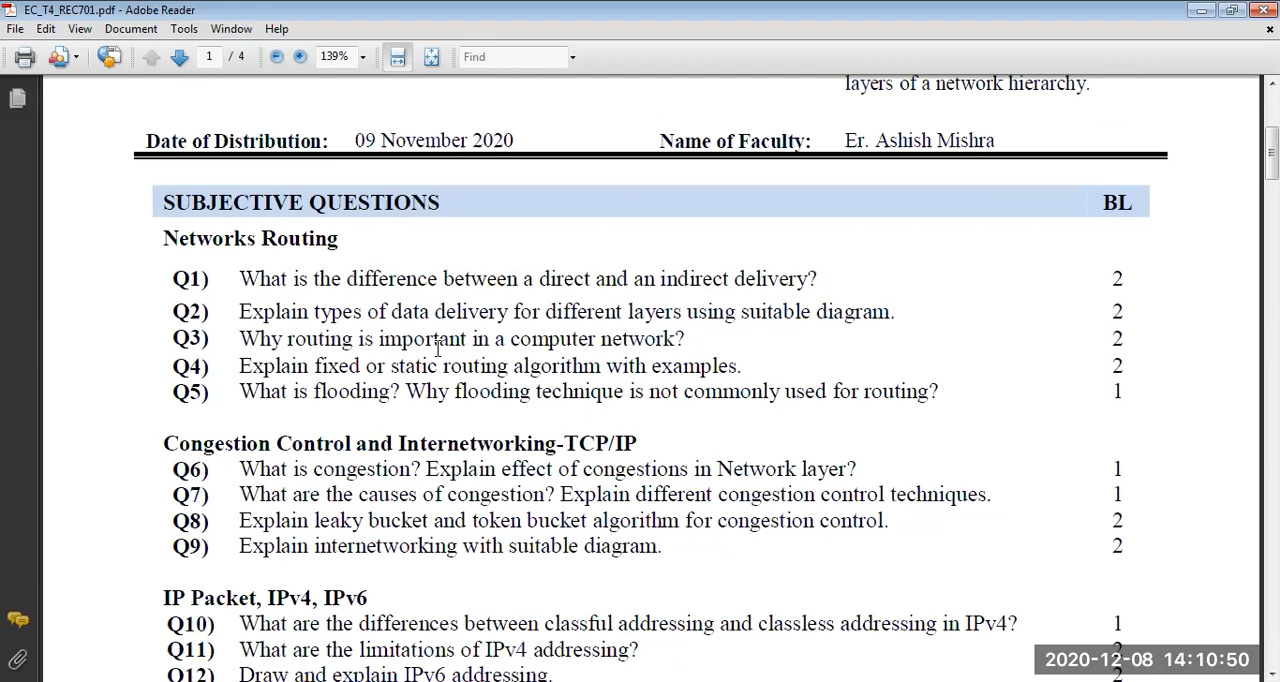 EC_T4_REC701.pdf - Adobe Reader
File Edit View Document Tools Window Help
1 / 4 139% Find
layers of a network hierarchy.
Date of Distribution: 09 November 2020 Name of Faculty: Er. Ashish Mishra
SUBJECTIVE QUESTIONS BL
Networks Routing
Q1) What is the difference between a direct and an indirect delivery? 2
Q2) Explain types of data delivery for different layers using suitable diagram. 2
Q3) Why routing is important in a computer network? 2
Q4) Explain fixed or static routing algorithm with examples. 2
Q5) What is flooding? Why flooding technique is not commonly used for routing? 1
Congestion Control and Internetworking-TCP/IP
Q6) What is congestion? Explain effect of congestions in Network layer? 1
Q7) What are the causes of congestion? Explain different congestion control techniques. 1
Q8) Explain leaky bucket and token bucket algorithm for congestion control. 2
Q9) Explain internetworking with suitable diagram. 2
IP Packet, IPv4, IPv6
Q10) What are the differences between classful addressing and classless addressing in IPv4? 1
Q11) What are the limitations of IPv4 addressing?
2020-12-08 14:10:50
Q12) Draw and explain IPv6 addressing.